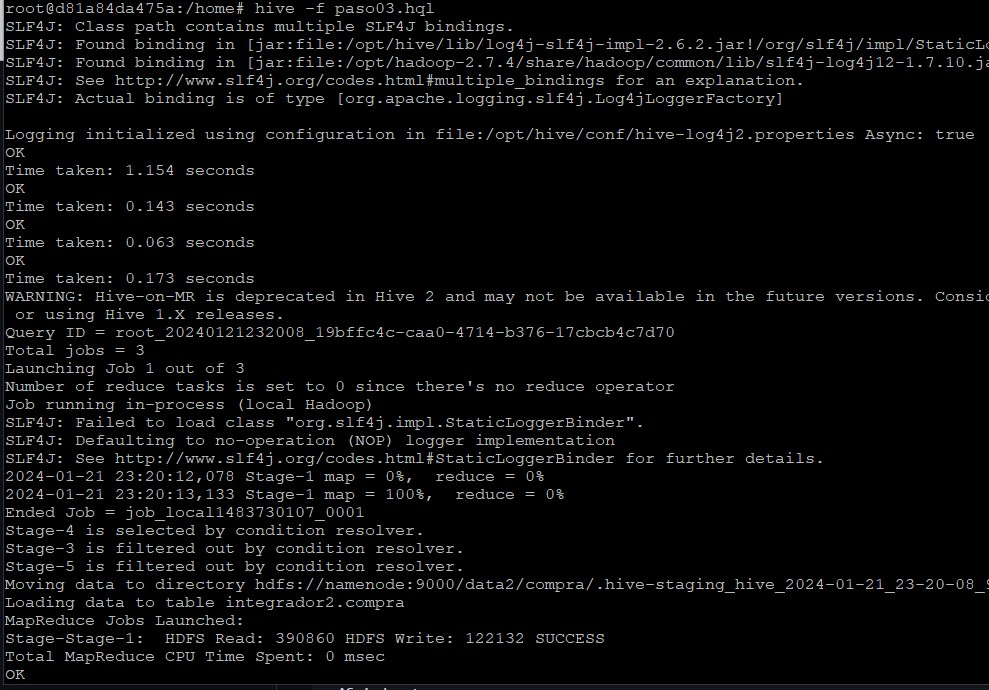 root@d81a84da475a:/home# hive -f paso03.hql
SLF4J: Class path contains multiple SLF4J bindings.
SLF4J: Found binding in [jar:file:/opt/hive/lib/log4j-slf4j-impl-2.6.2.jar!/org/slf4j/impl/StaticLo
SLF4J: Found binding in [jar:file:/opt/hadoop-2.7.4/share/hadoop/common/lib/slf4j-log4j12-1.7.10.ja
SLF4J: See http://www.slf4j.org/codes.html#multiple_bindings for an explanation.
SLF4J: Actual binding is of type [org.apache.logging.slf4j.Log4jLoggerFactory]
Logging initialized using configuration in file:/opt/hive/conf/hive-log4j2.properties Async: true
OK
Time taken: 1.154 seconds
OK
Time taken: 0.143 seconds
OK
Time taken: 0.063 seconds
OK
Time taken: 0.173 seconds
WARNING: Hive-on-MR is deprecated in Hive 2 and may not be available in the future versions. Consi
or using Hive 1.X releases.
Query ID = root_20240121232008_19bffc4c-caa0-4714-b376-17cbcb4c7d70
Total jobs = 3
Launching Job 1 out of 3
Number of reduce tasks is set to 0 since there's no reduce operator
Job running in-process (local Hadoop)
SLF4J: Failed to load class "org.slf4j.impl.StaticLoggerBinder".
SLF4J: Defaulting to no-operation (NOP) logger implementation
SLF4J: See http://www.slf4j.org/codes.html#StaticLoggerBinder for further details.
2024-01-21 23:20:12,078 Stage-1 map = 0%,  reduce = 0%
2024-01-21 23:20:13,133 Stage-1 map = 100%,  reduce = 0%
Ended Job = job_local1483730107_0001
Stage-4 is selected by condition resolver.
Stage-3 is filtered out by condition resolver.
Stage-5 is filtered out by condition resolver.
Moving data to directory hdfs://namenode:9000/data2/compra/.hive-staging_hive_2024-01-21_23-20-08_9
Loading data to table integrador2.compra
MapReduce Jobs Launched:
Stage-Stage-1:  HDFS Read: 390860 HDFS Write: 122132 SUCCESS
Total MapReduce CPU Time Spent: 0 msec
OK